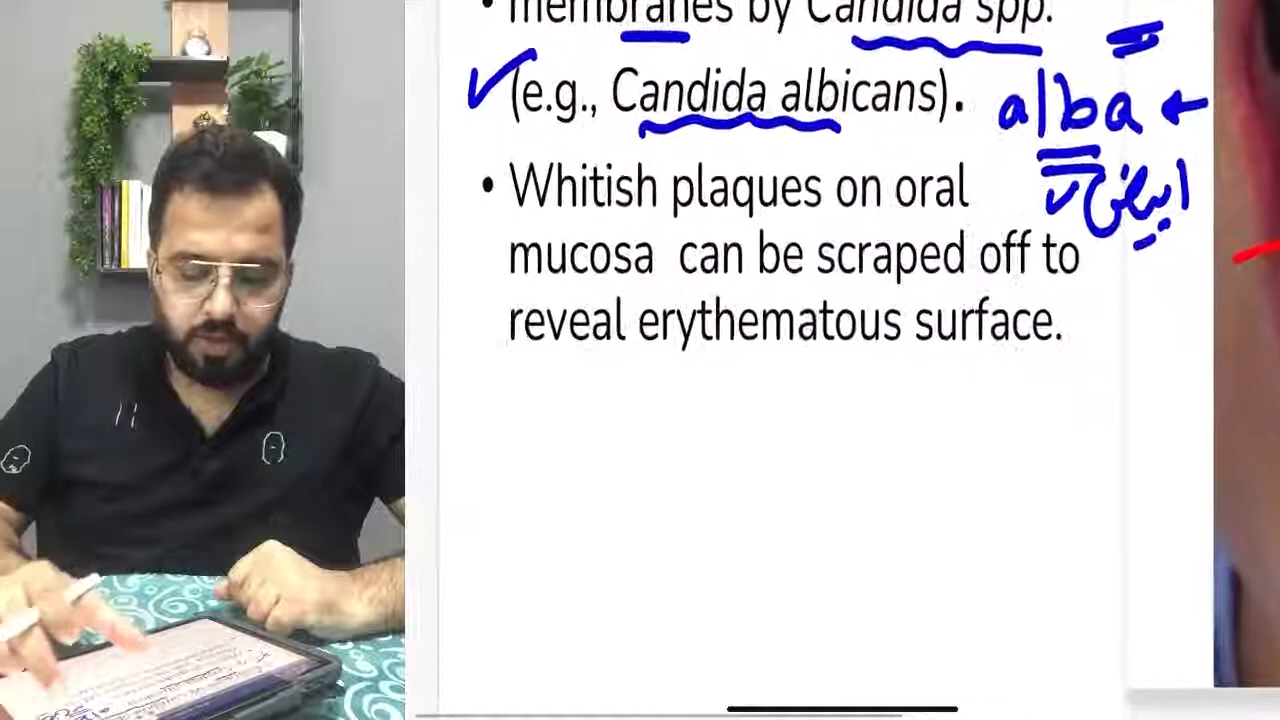 • membranes by Candida spp.
(e.g., Candida albicans).
alba ←
ابيض
• Whitish plaques on oral
mucosa can be scraped off to
reveal erythematous surface.